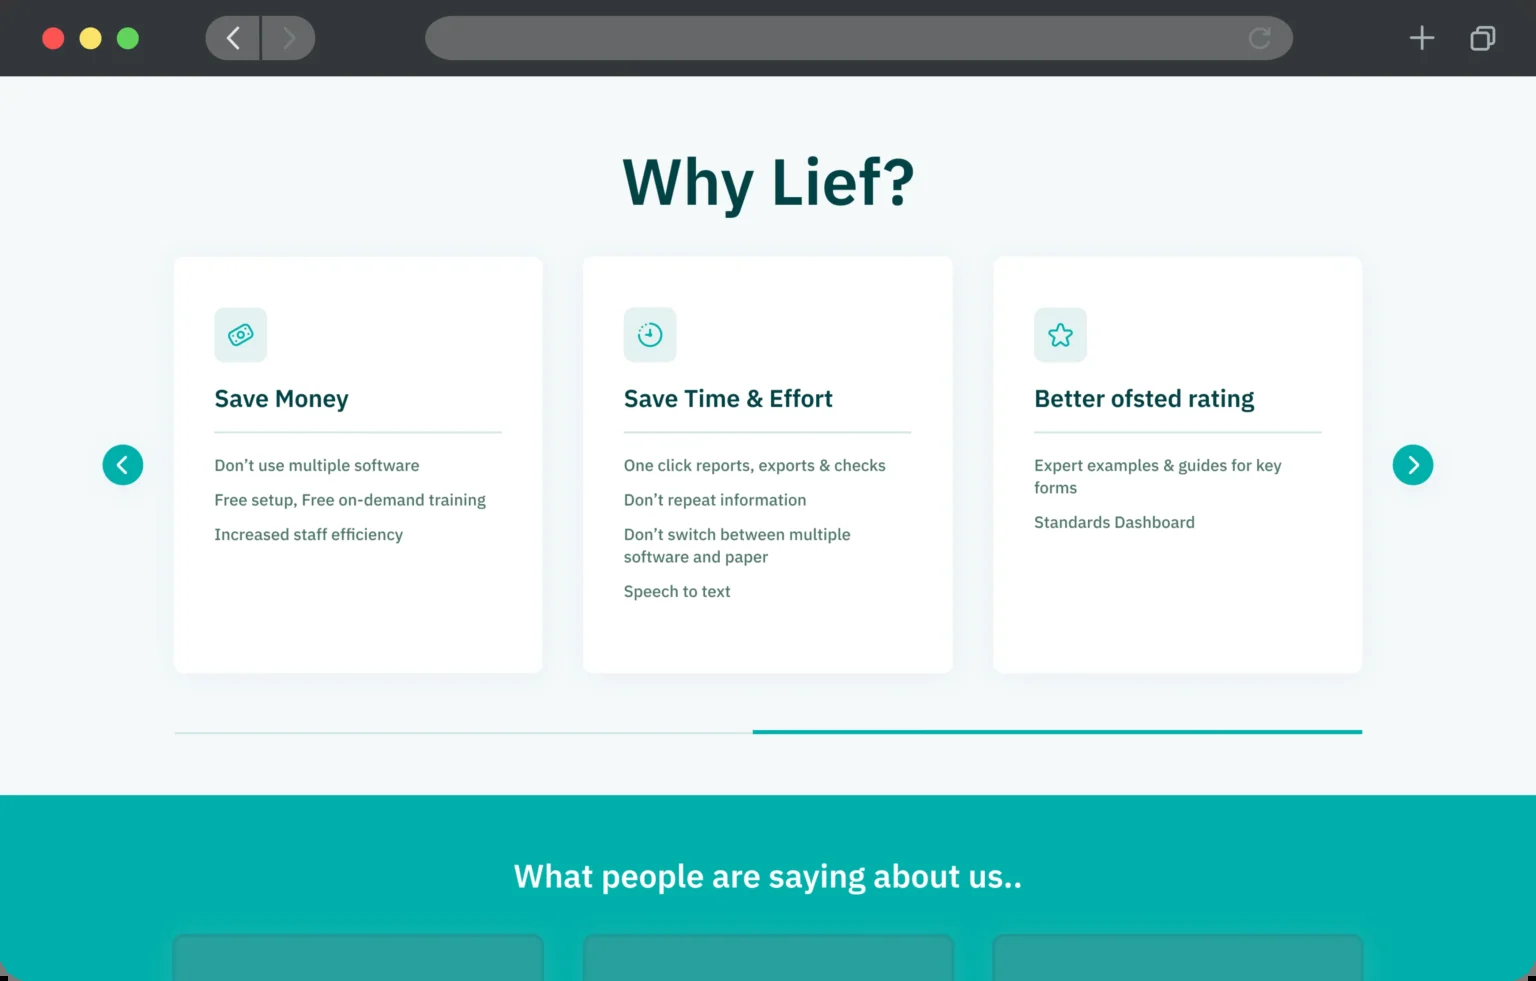 Why Lief?
Save Money
Don’t use multiple software
Free setup, Free on-demand training
Increased staff efficiency
Save Time & Effort
One click reports, exports & checks
Don’t repeat information
Don’t switch between multiple
software and paper
Speech to text
Better ofsted rating
Expert examples & guides for key
forms
Standards Dashboard
What people are saying about us..